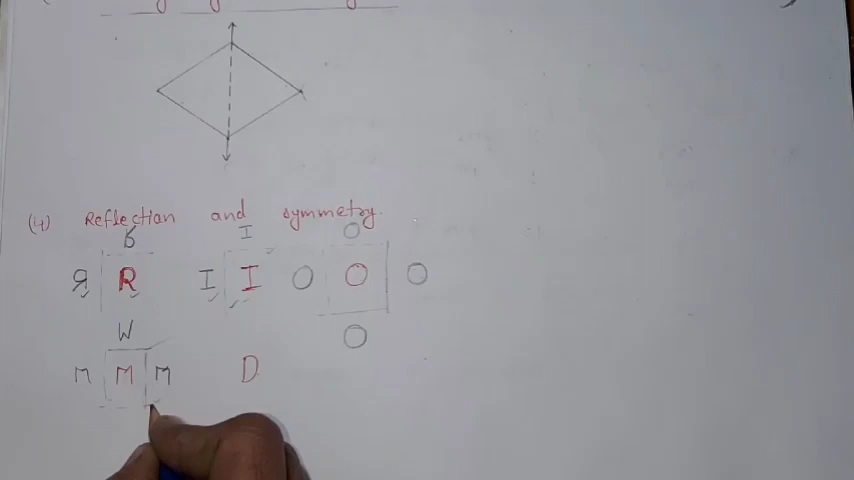 (4) Reflection and symmetry.
R I O
R R I I O O O
W O
M M M D